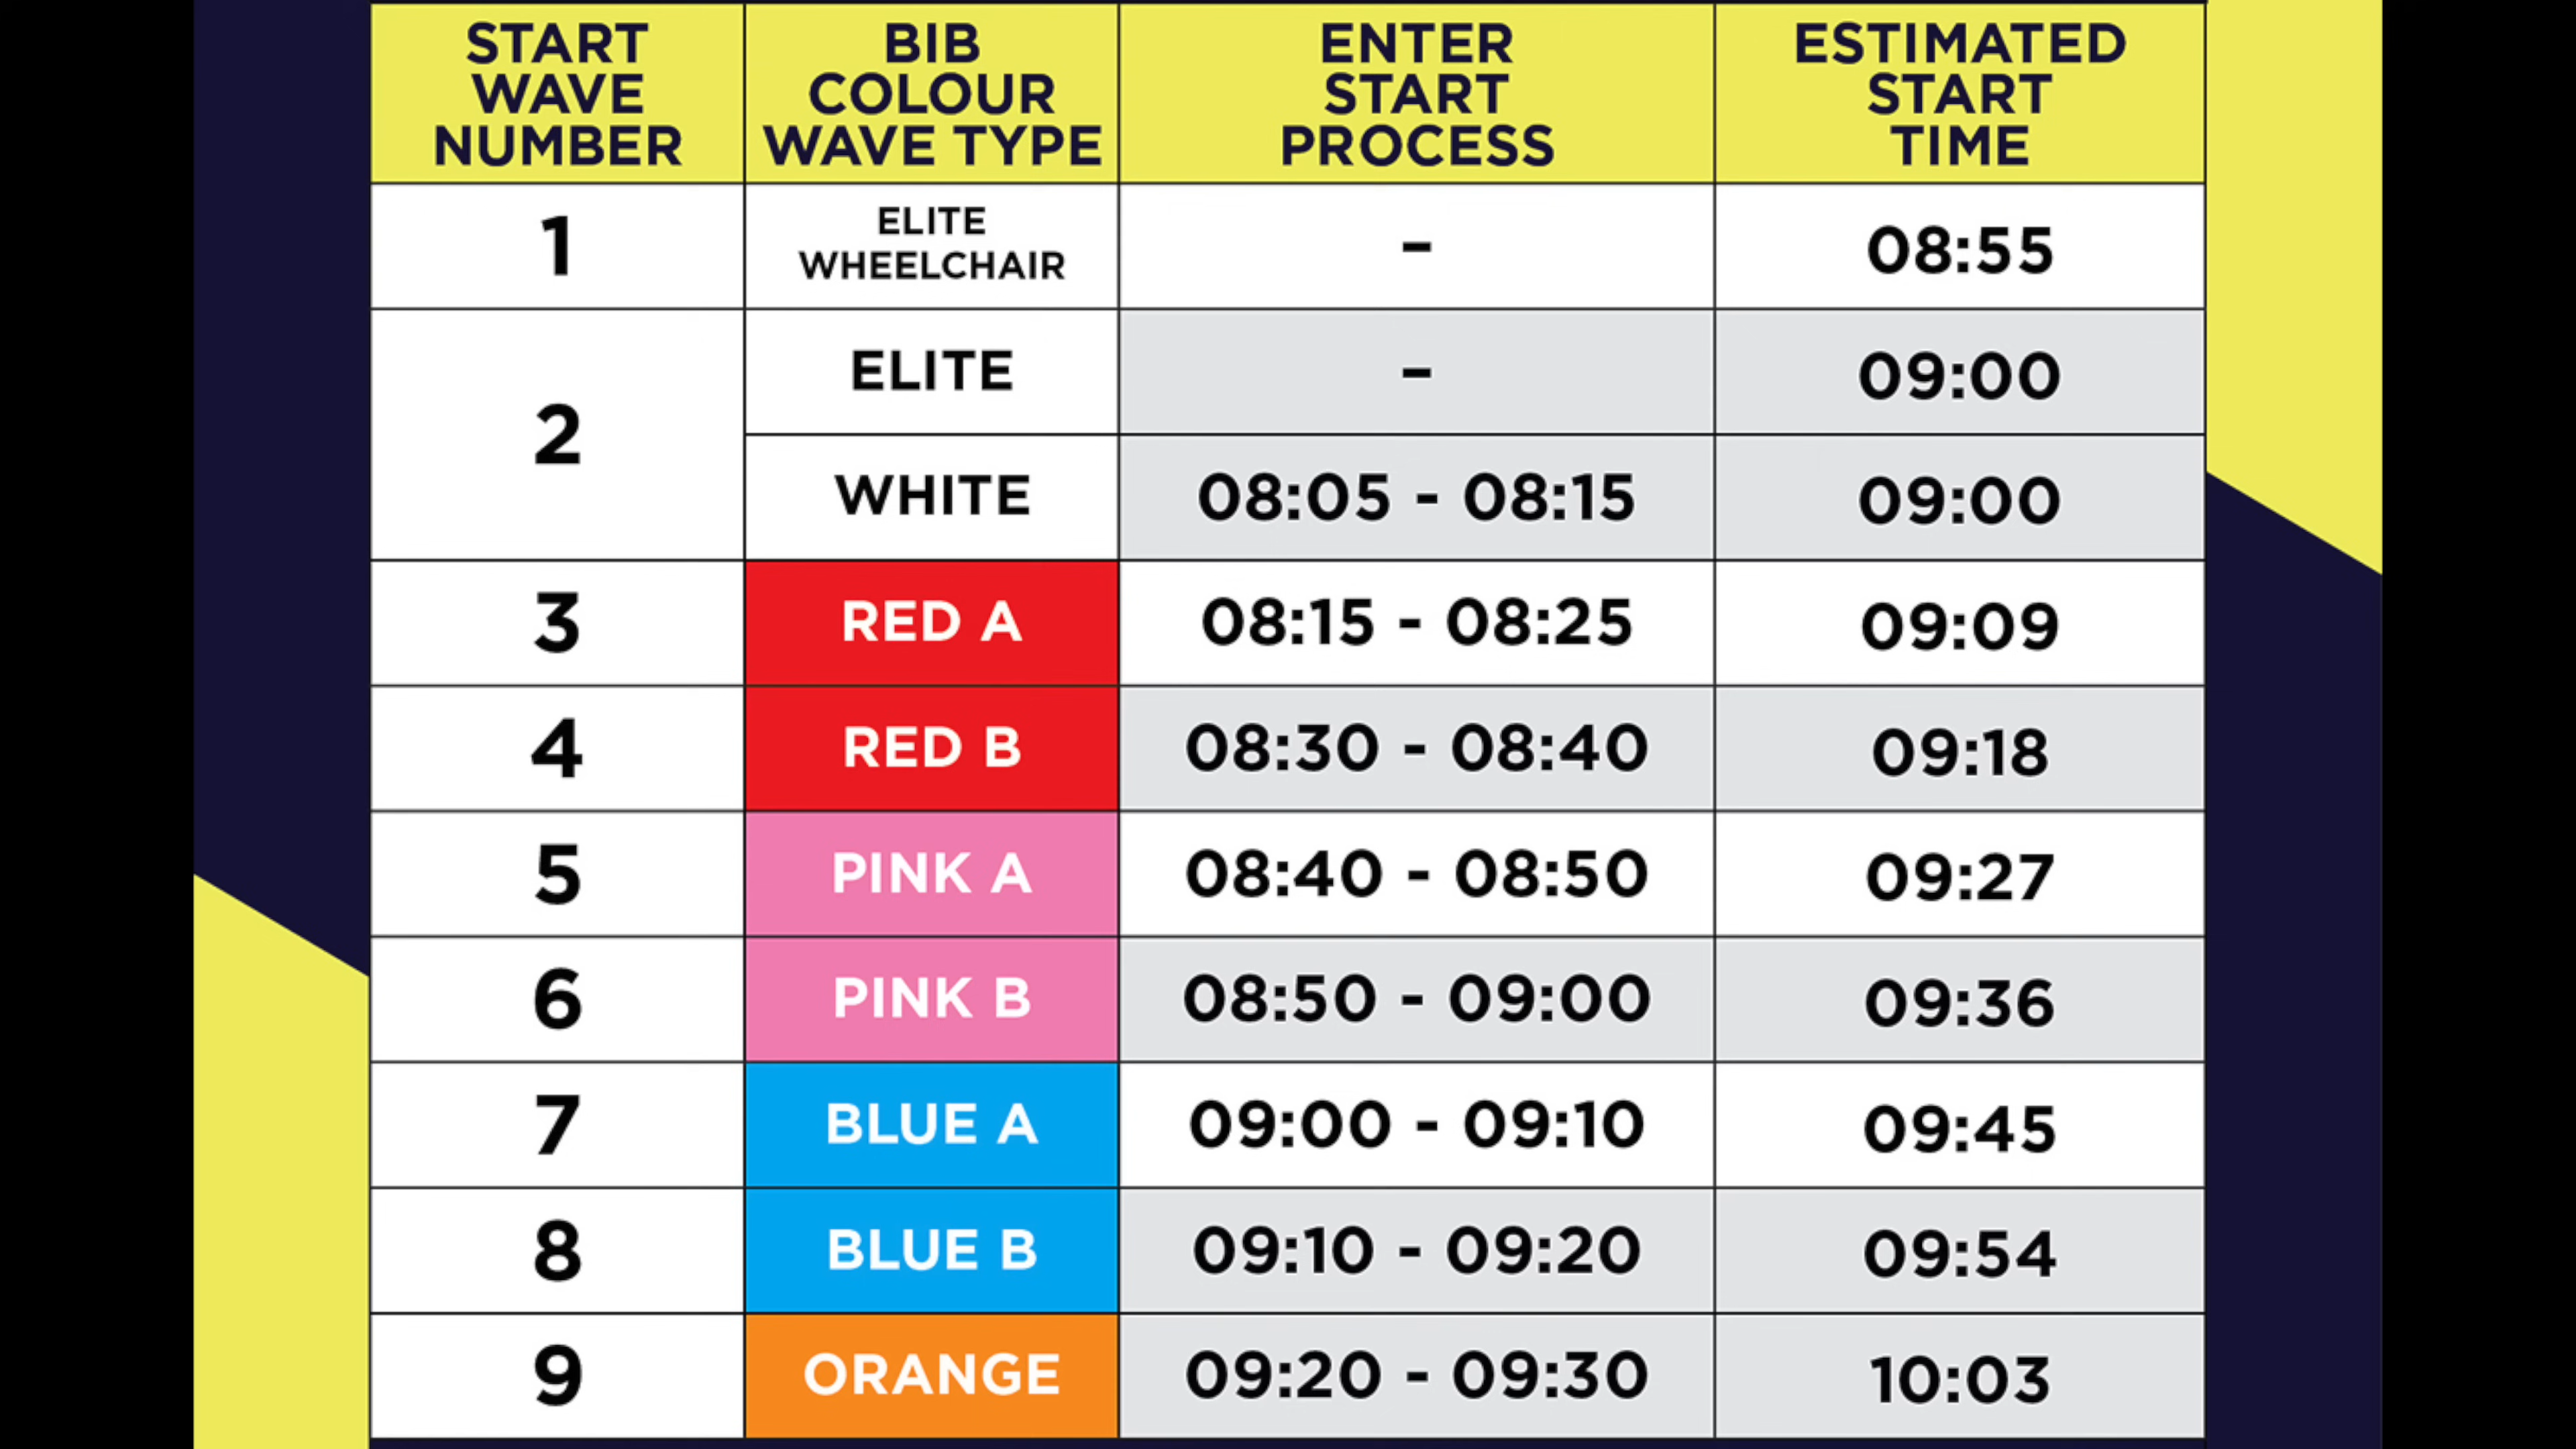 START WAVE NUMBER BIB COLOUR WAVE TYPE ENTER START PROCESS ESTIMATED START TIME
1 ELITE WHEELCHAIR - 08:55
2 ELITE - 09:00
WHITE 08:05 - 08:15 09:00
3 RED A 08:15 - 08:25 09:09
4 RED B 08:30 - 08:40 09:18
5 PINK A 08:40 - 08:50 09:27
6 PINK B 08:50 - 09:00 09:36
7 BLUE A 09:00 - 09:10 09:45
8 BLUE B 09:10 - 09:20 09:54
9 ORANGE 09:20 - 09:30 10:03